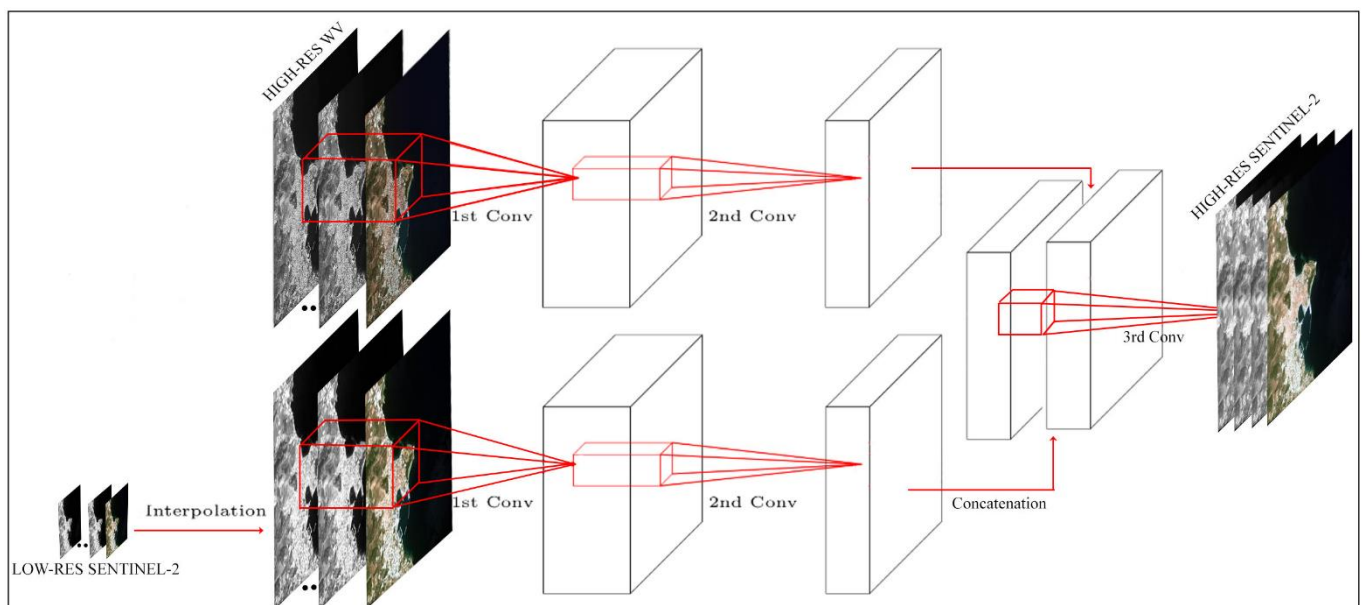 HIGH-RES WV
1st Conv
2nd Conv
HIGH-RES SENTINEL-2
3rd Conv
LOW-RES SENTINEL-2
Interpolation
1st Conv
2nd Conv
Concatenation